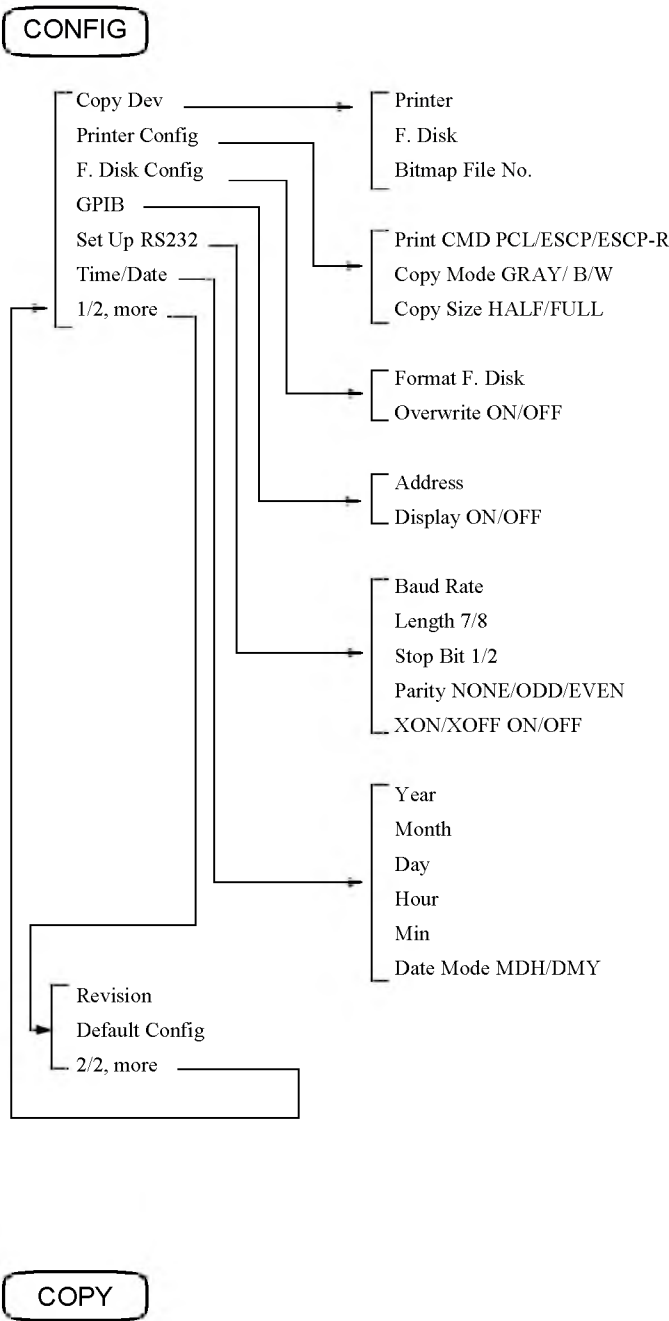 CONFIG
Copy Dev
Printer Config
F. Disk Config
GPIB
Set Up RS232
Time/Date
1/2, more
Printer
F. Disk
Bitmap File No.
Print CMD PCL/ESCP/ESCP-R
Copy Mode GRAY/ B/W
Copy Size HALF/FULL
Format F. Disk
Overwrite ON/OFF
Address
Display ON/OFF
Baud Rate
Length 7/8
Stop Bit 1/2
Parity NONE/ODD/EVEN
XON/XOFF ON/OFF
Year
Month
Day
Hour
Min
Date Mode MDH/DMY
Revision
Default Config
2/2, more
COPY